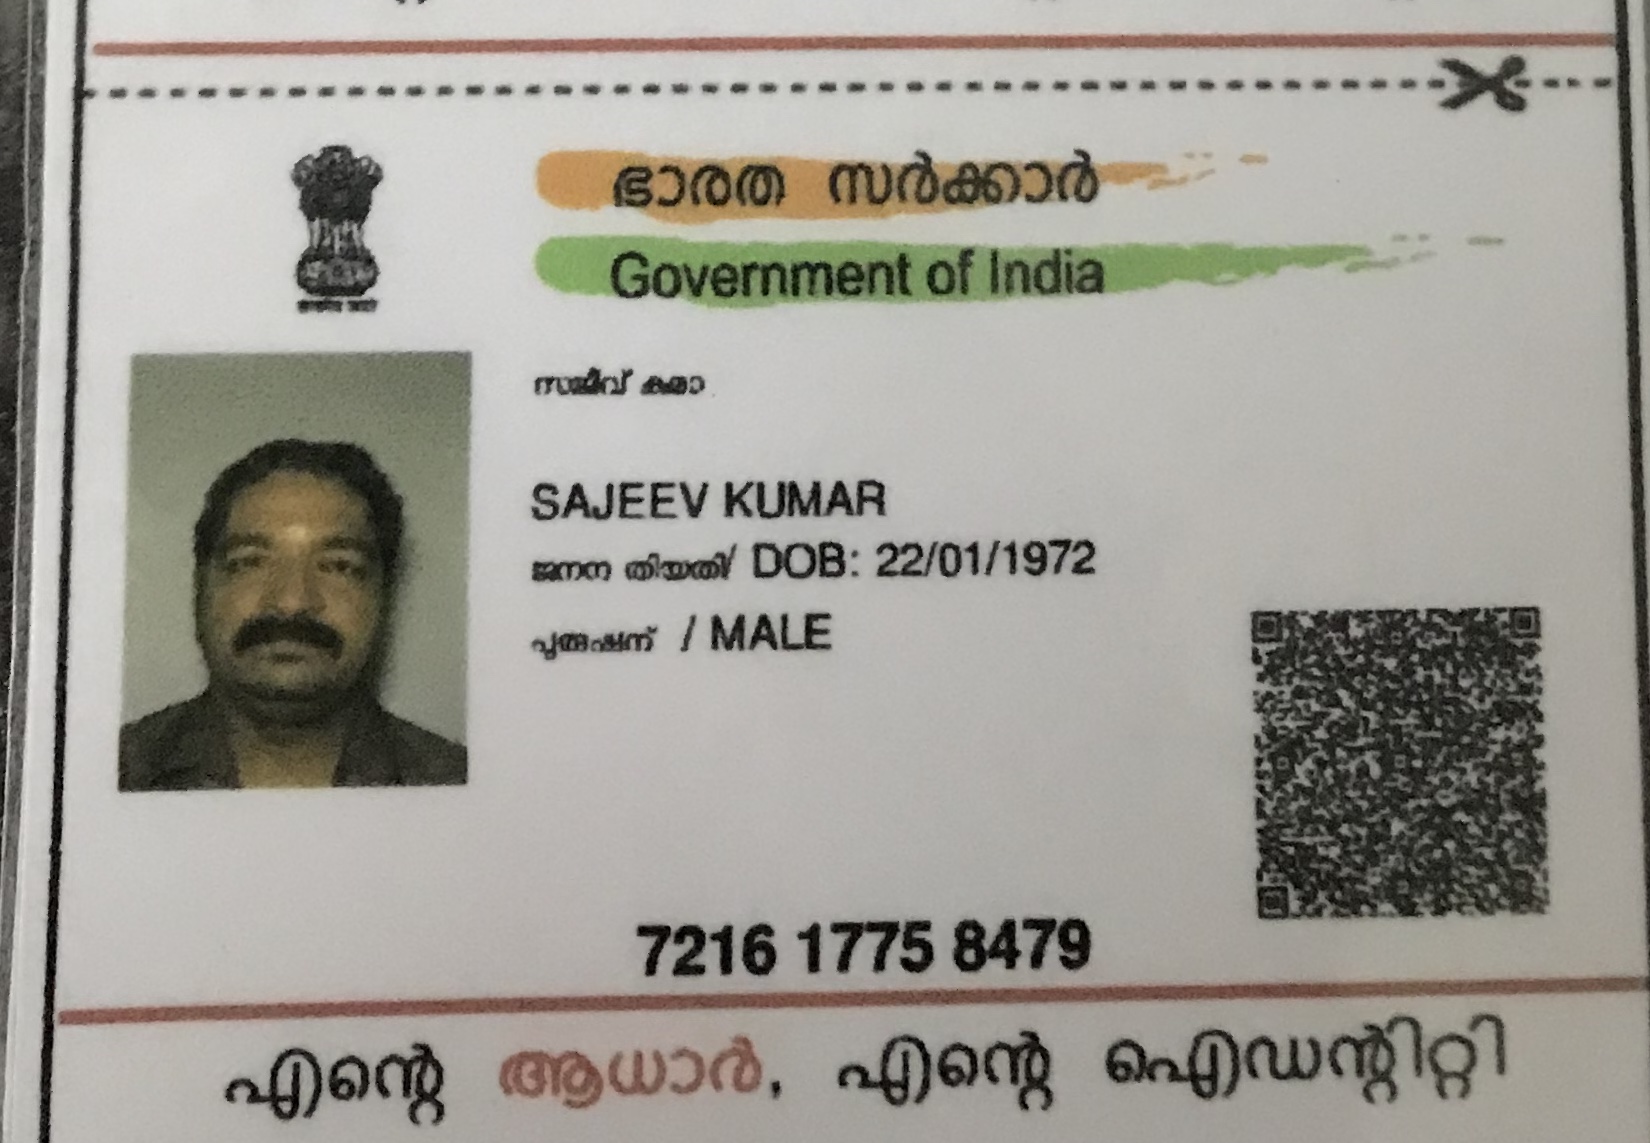 ഭാരത സർക്കാർ
Government of India
സജീവ് കുമാ
SAJEEV KUMAR
ജനന തിയതി/ DOB: 22/01/1972
പുരുഷന് / MALE
7216 1775 8479
എന്റെ ആധാർ, എന്റെ ഐഡന്റിറ്റി